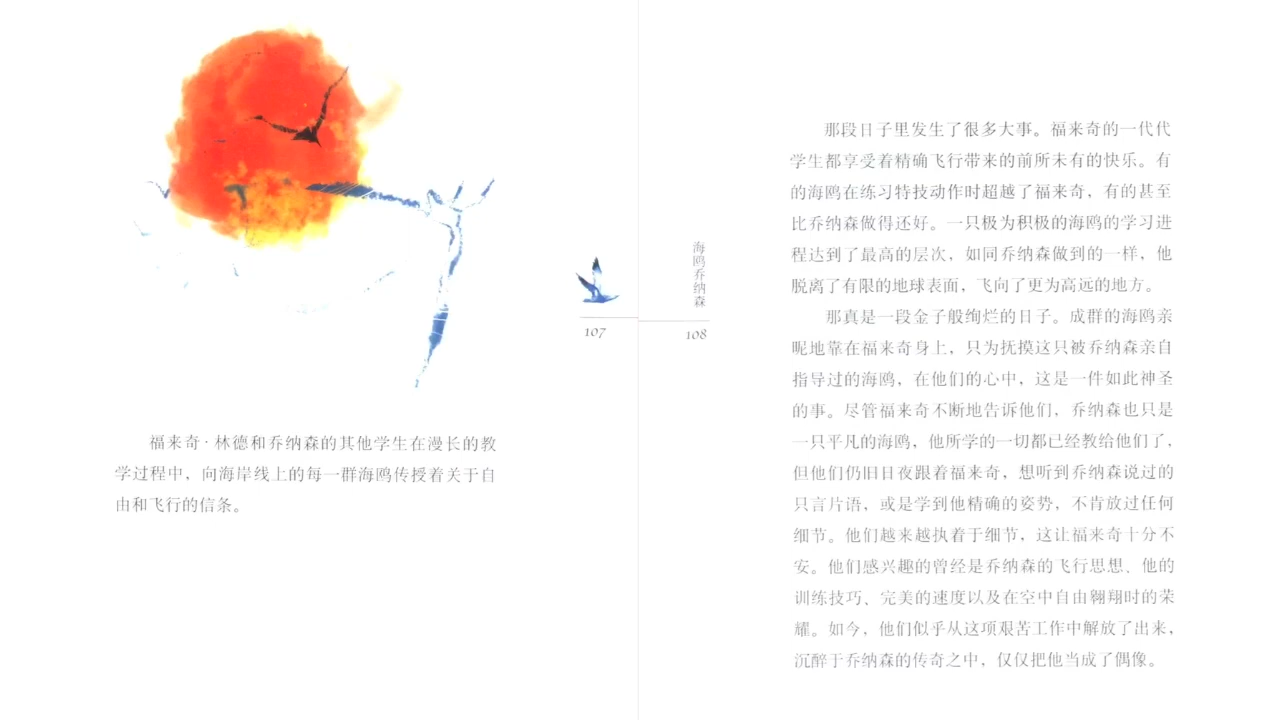 福来奇·林德和乔纳森的其他学生在漫长的教
学过程中，向海岸线上的每一群海鸥传授着关于自
由和飞行的信条。
107
海鸥乔纳森
108
那段日子里发生了很多大事。福来奇的一代代
学生都享受着精确飞行带来的前所未有的快乐。有
的海鸥在练习特技动作时超越了福来奇，有的甚至
比乔纳森做得还好。一只极为积极的海鸥的学习进
程达到了最高的层次，如同乔纳森做到的一样，他
脱离了有限的地球表面，飞向了更为高远的地方。
那真是一段金子般绚烂的日子。成群的海鸥亲
昵地靠在福来奇身上，只为抚摸这只被乔纳森亲自
指导过的海鸥，在他们的心中，这是一件如此神圣
的事。尽管福来奇不断地告诉他们，乔纳森也只是
一只平凡的海鸥，他所学的一切都已经教给他们了，
但他们仍旧日夜跟着福来奇，想听到乔纳森说过的
只言片语，或是学到他精确的姿势，不肯放过任何
细节。他们越来越执着于细节，这让福来奇十分不
安。他们感兴趣的曾经是乔纳森的飞行思想、他的
训练技巧、完美的速度以及在空中自由翱翔时的荣
耀。如今，他们似乎从这项艰苦工作中解放了出来，
沉醉于乔纳森的传奇之中，仅仅把他当成了偶像。